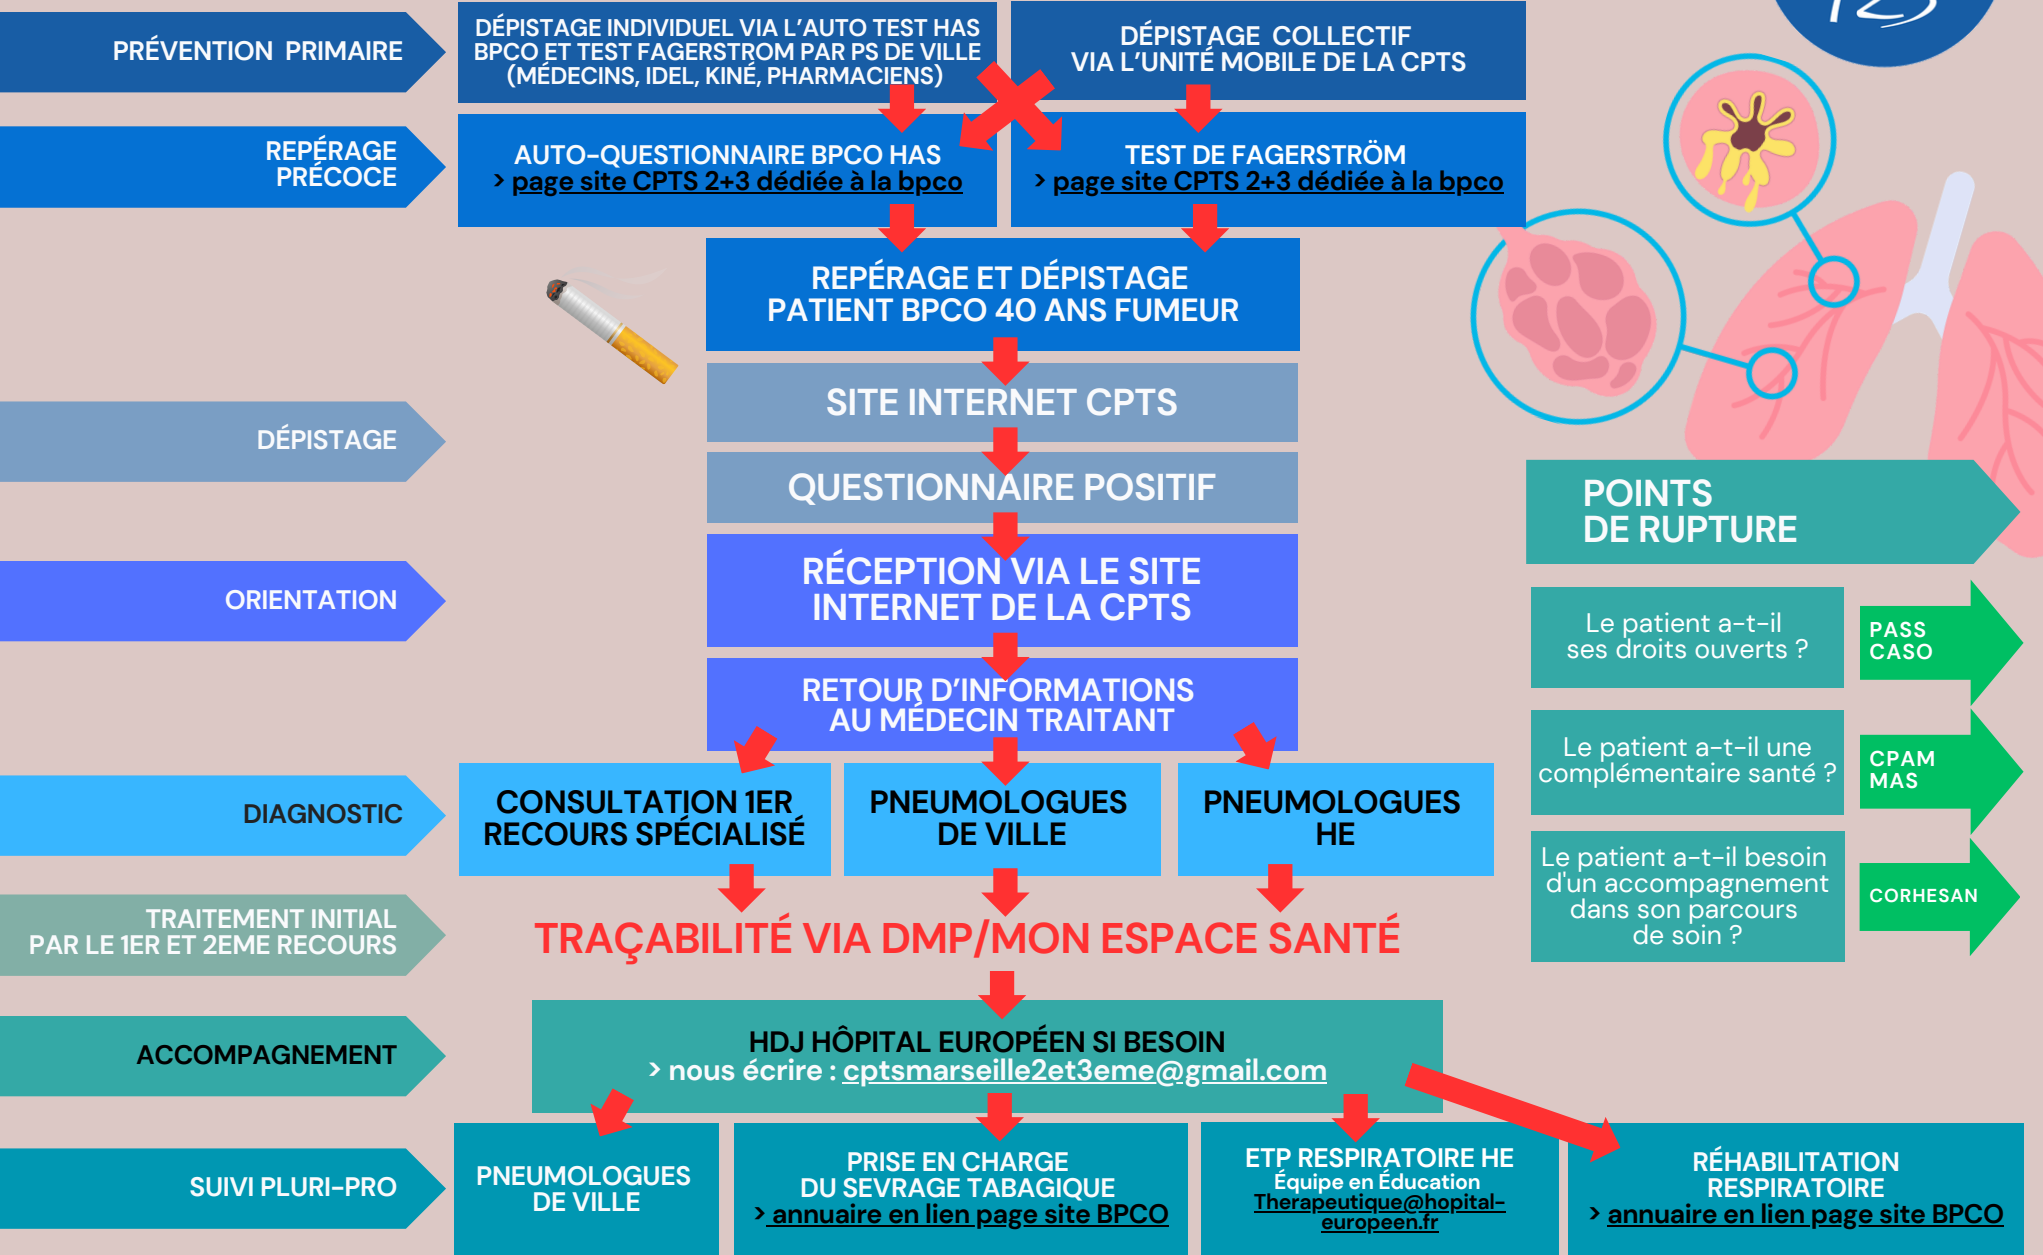 PRÉVENTION PRIMAIRE
DÉPISTAGE INDIVIDUEL VIA L'AUTO TEST HAS
BPCO ET TEST FAGERSTROM PAR PS DE VILLE
(MÉDECINS, IDEL, KINÉ, PHARMACIENS)
DÉPISTAGE COLLECTIF
VIA L'UNITÉ MOBILE DE LA CPTS
REPÉRAGE
PRÉCOCE
AUTO-QUESTIONNAIRE BPCO HAS
> page site CPTS 2+3 dédiée à la bpco
TEST DE FAGERSTRÖM
> page site CPTS 2+3 dédiée à la bpco
REPÉRAGE ET DÉPISTAGE
PATIENT BPCO 40 ANS FUMEUR
DÉPISTAGE
SITE INTERNET CPTS
QUESTIONNAIRE POSITIF
ORIENTATION
RÉCEPTION VIA LE SITE
INTERNET DE LA CPTS
RETOUR D'INFORMATIONS
AU MÉDECIN TRAITANT
DIAGNOSTIC
CONSULTATION 1ER
RECOURS SPÉCIALISÉ
PNEUMOLOGUES
DE VILLE
PNEUMOLOGUES
HE
TRAITEMENT INITIAL
PAR LE 1ER ET 2EME RECOURS
TRAÇABILITÉ VIA DMP/MON ESPACE SANTÉ
ACCOMPAGNEMENT
HDJ HÔPITAL EUROPÉEN SI BESOIN
> nous écrire : cptsmarseille2et3eme@gmail.com
SUIVI PLURI-PRO
PNEUMOLOGUES
DE VILLE
PRISE EN CHARGE
DU SEVRAGE TABAGIQUE
> annuaire en lien page site BPCO
ETP RESPIRATOIRE HE
Équipe en Éducation
Therapeutique@hopital-
europeen.fr
RÉHABILITATION
RESPIRATOIRE
> annuaire en lien page site BPCO
POINTS
DE RUPTURE
Le patient a-t-il
ses droits ouverts ?
PASS
CASO
Le patient a-t-il une
complémentaire santé ?
CPAM
MAS
Le patient a-t-il besoin
d'un accompagnement
dans son parcours
de soin ?
CORHESAN